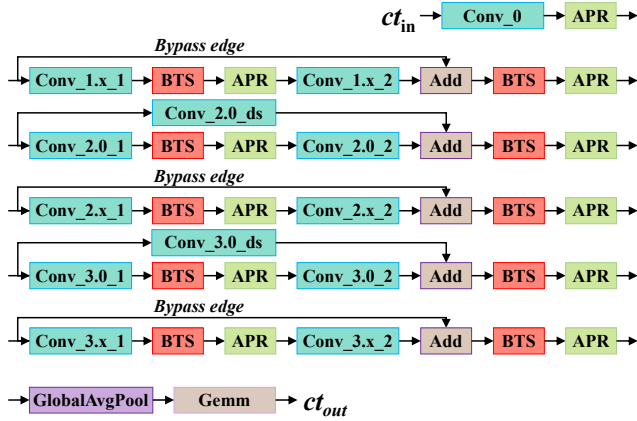 ct_in Conv_0 APR
Bypass edge
Conv_1.x_1 BTS APR Conv_1.x_2 Add BTS APR
Conv_2.0_ds
Conv_2.0_1 BTS APR Conv_2.0_2 Add BTS APR
Bypass edge
Conv_2.x_1 BTS APR Conv_2.x_2 Add BTS APR
Conv_3.0_ds
Conv_3.0_1 BTS APR Conv_3.0_2 Add BTS APR
Bypass edge
Conv_3.x_1 BTS APR Conv_3.x_2 Add BTS APR
GlobalAvgPool Gemm ct_out